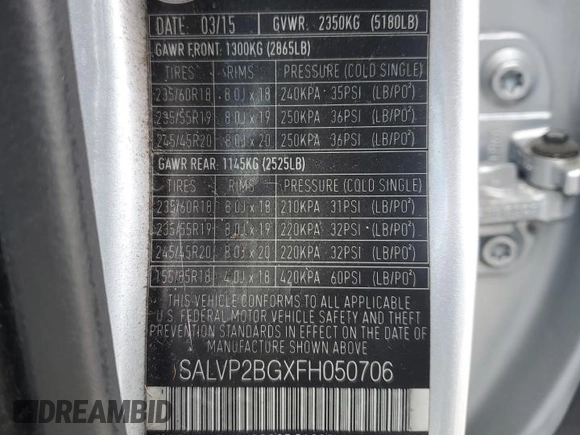 DATE: 03/15 GVWR: 2350KG (5180LB)
GAWR FRONT: 1300KG (2865LB)
TIRES RIMS PRESSURE (COLD SINGLE)
235/60R18 8.0J x 18 240KPA 35PSI (LB/PO²)
235/55R19 8.0J x 19 250KPA 36PSI (LB/PO²)
245/45R20 8.0J x 20 250KPA 36PSI (LB/PO²)
GAWR REAR: 1145KG (2525LB)
TIRES RIMS PRESSURE (COLD SINGLE)
235/60R18 8.0J x 18 210KPA 31PSI (LB/PO²)
235/55R19 8.0J x 19 220KPA 32PSI (LB/PO²)
245/45R20 8.0J x 20 220KPA 32PSI (LB/PO²)
155/85R18 4.0J x 18 420KPA 60PSI (LB/PO²)
THIS VEHICLE CONFORMS TO ALL APPLICABLE
U.S. FEDERAL MOTOR VEHICLE SAFETY AND THEFT
PREVENTION STANDARDS IN EFFECT ON THE DATE
OF MANUFACTURE SHOWN ABOVE
SALVP2BGXFH050706
DREAMBID
dreambid.com